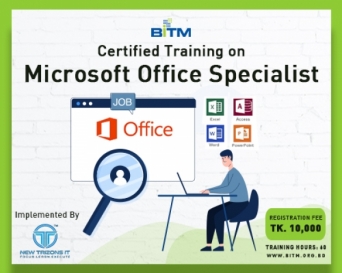 BITM
Certified Training on
Microsoft Office Specialist
JOB
Office
Excel
Access
Word
PowerPoint
Implemented By
NEW TRIZONS IT
REGISTRATION FEE
TK. 10,000
TRAINING HOURS: 60
WWW.BITM.ORG.BD